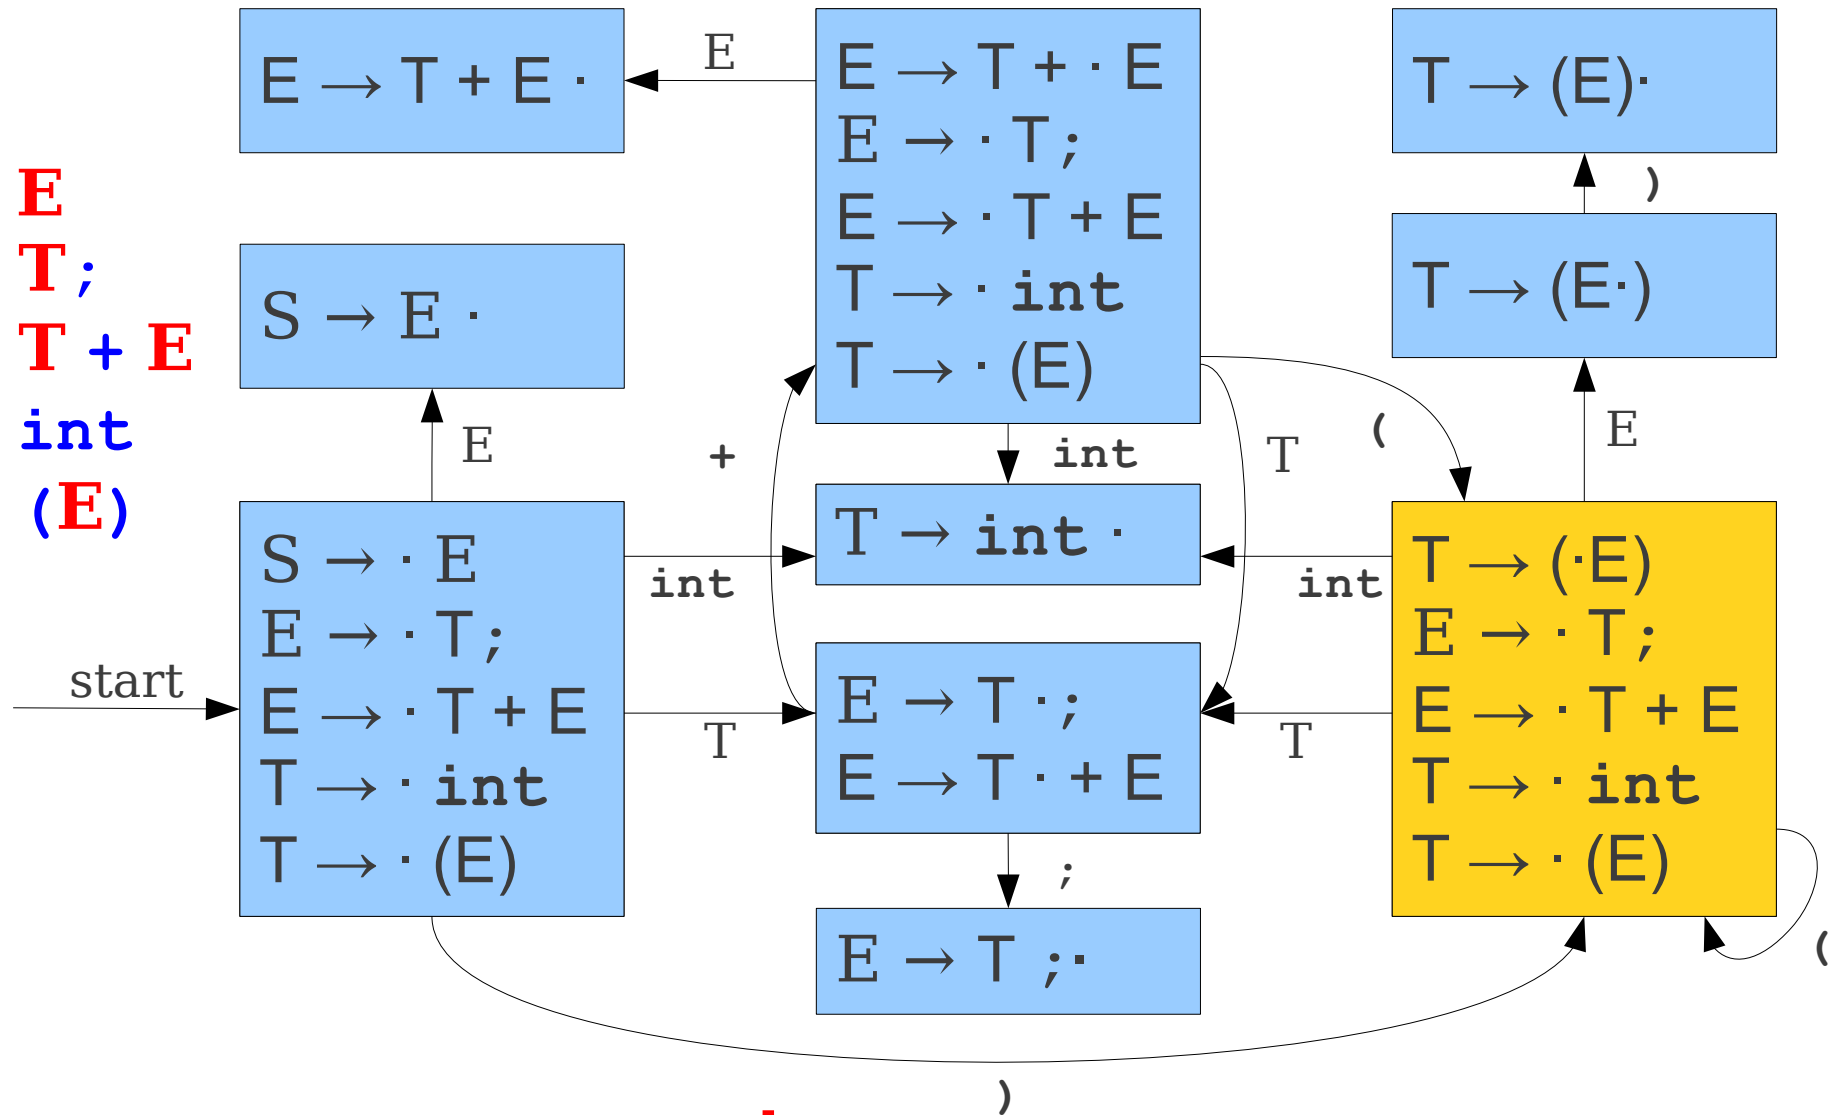 E
T ;
T + E
int
(E)
start
E → T + E ·
S → E ·
E
E
S → · E
E → · T ;
E → · T + E
T → · int
T → · (E)
+
int
T
E → T + · E
E → · T ;
E → · T + E
T → · int
T → · (E)
int
T
(
T → int ·
E → T · ;
E → T · + E
;
E → T ; ·
)
T → (E)·
)
T → (E·)
E
int
T
T → (·E)
E → · T ;
E → · T + E
T → · int
T → · (E)
(